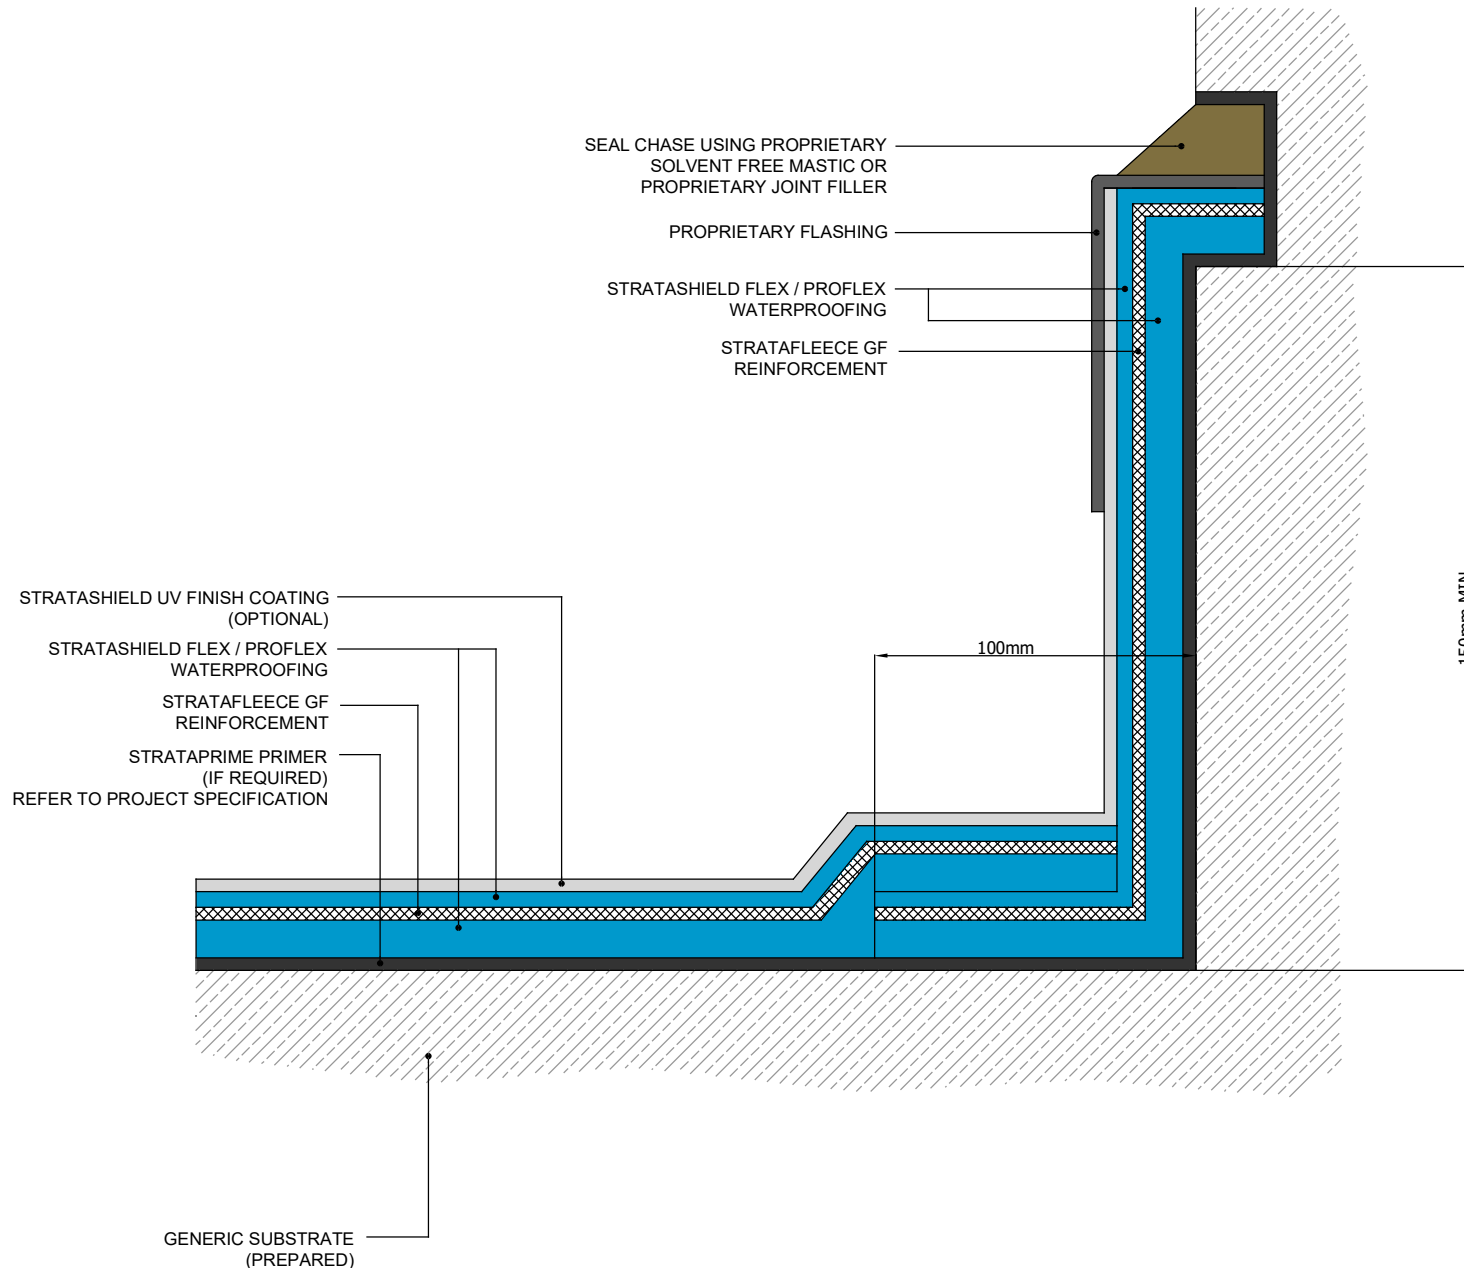 SEAL CHASE USING PROPRIETARY
SOLVENT FREE MASTIC OR
PROPRIETARY JOINT FILLER
PROPRIETARY FLASHING
STRATASHIELD FLEX / PROFLEX
WATERPROOFING
STRATAFLEECE GF
REINFORCEMENT
STRATASHIELD UV FINISH COATING
(OPTIONAL)
STRATASHIELD FLEX / PROFLEX
WATERPROOFING
STRATAFLEECE GF
REINFORCEMENT
STRATAPRIME PRIMER
(IF REQUIRED)
REFER TO PROJECT SPECIFICATION
100mm
150mm MIN
GENERIC SUBSTRATE
(PREPARED)